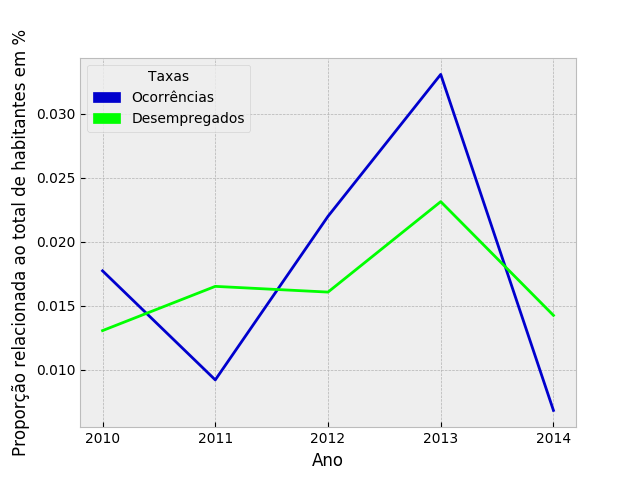 Proporção relacionada ao total de habitantes em %
Taxas
Ocorrências
Desempregados
0.030
0.025
0.020
0.015
0.010
2010 2011 2012 2013 2014
Ano